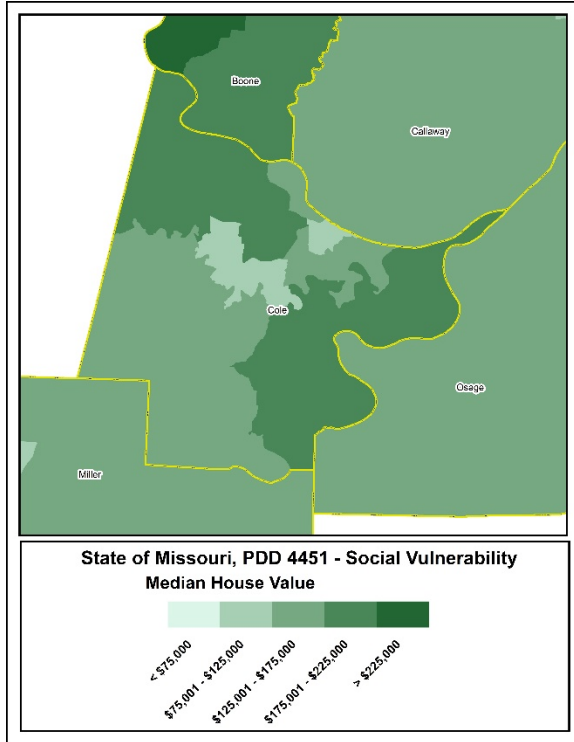 Boone
Callaway
Cole
Osage
Miller
State of Missouri, PDD 4451 - Social Vulnerability
Median House Value
< $75,000
$75,001 - $125,000
$125,001 - $175,000
$175,001 - $225,000
> $225,000